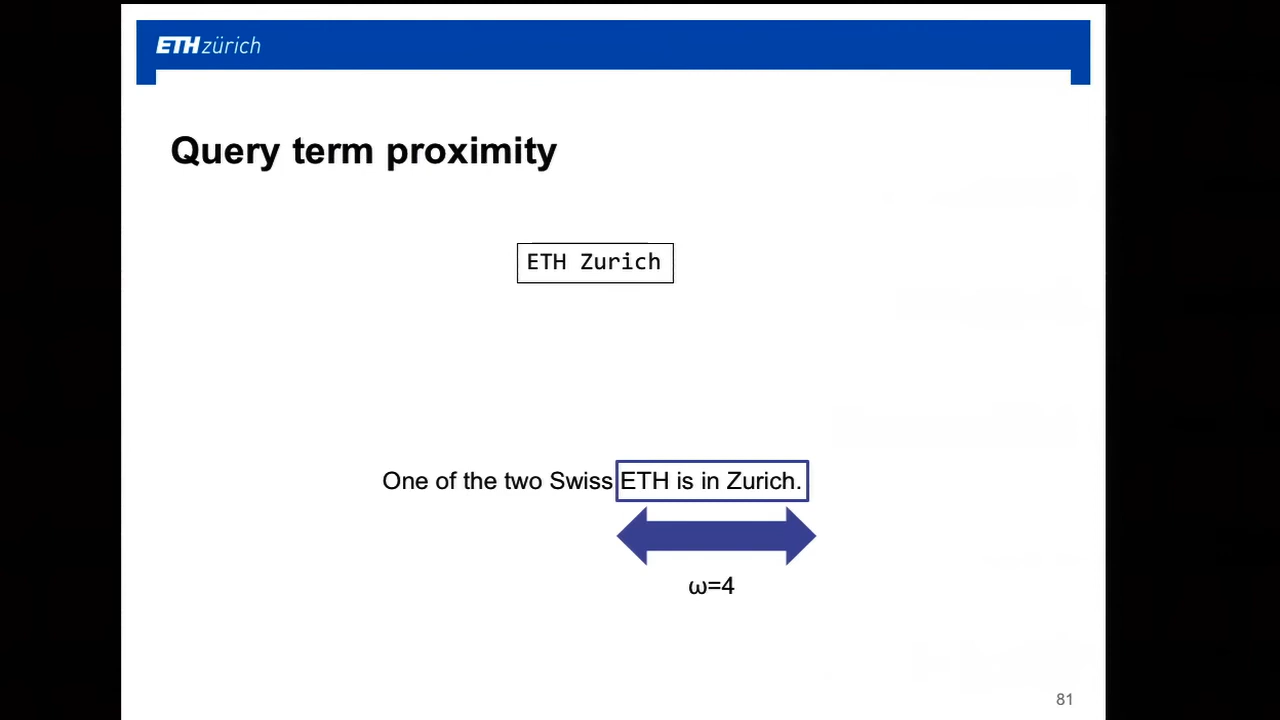 ETH zürich
Query term proximity
ETH Zurich
One of the two Swiss ETH is in Zurich.
ω=4
81